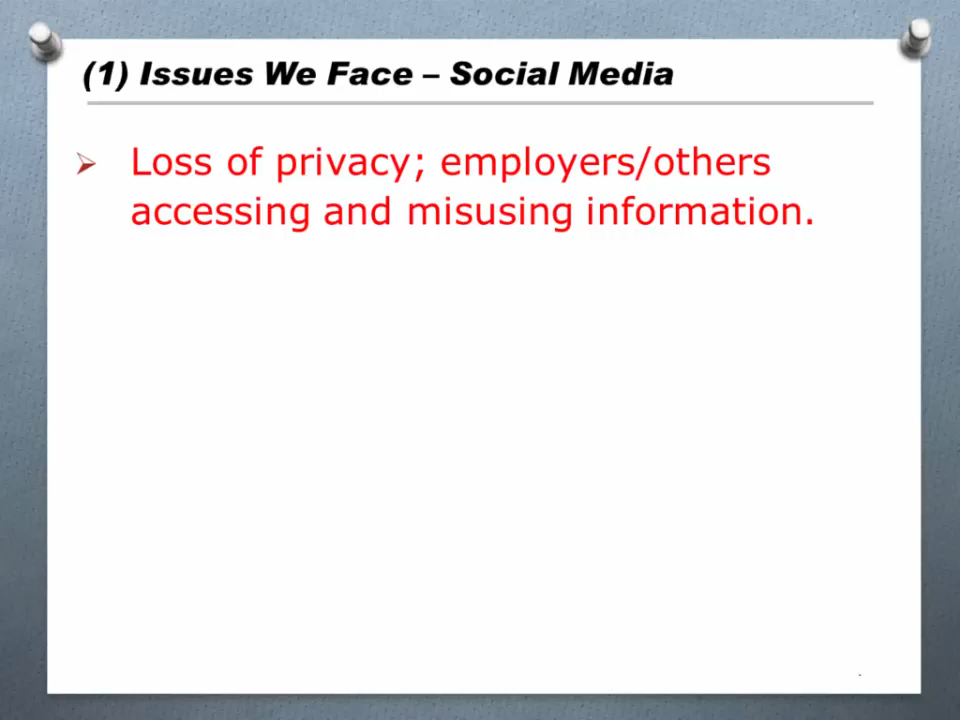 (1) Issues We Face – Social Media
➢ Loss of privacy; employers/others
accessing and misusing information.
.